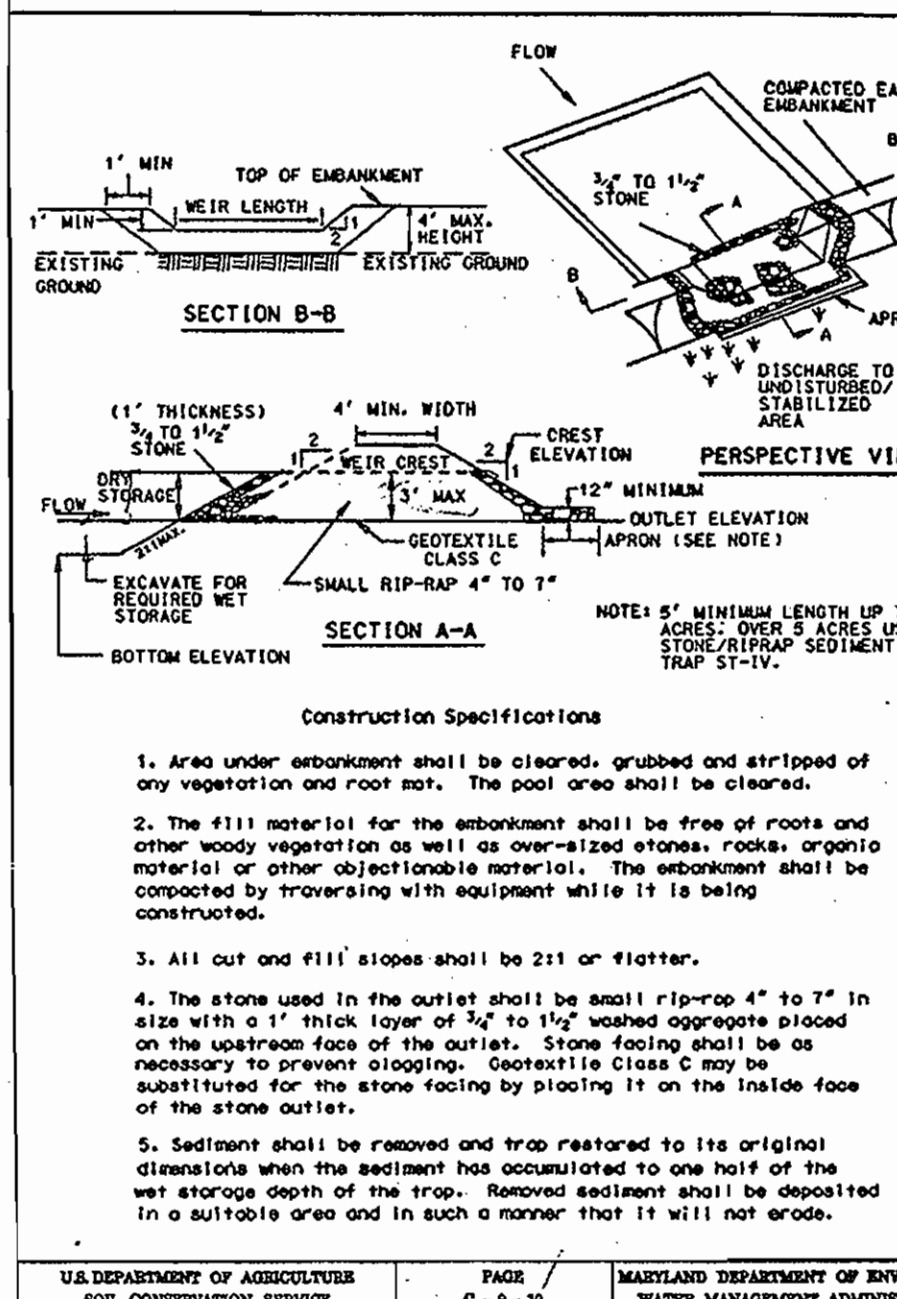 FLOW
COMPACTED EA
EMBANKMENT
B
3/4" TO 1 1/2"
STONE
A
B
A
APR
DISCHARGE TO
UNDISTURBED/
STABILIZED
AREA
PERSPECTIVE VI
1' MIN
TOP OF EMBANKMENT
WEIR LENGTH
1' MIN
1
2
4' MAX.
HEIGHT
EXISTING
GROUND
EXISTING GROUND
SECTION B-B
(1' THICKNESS)
3/4 TO 1 1/2"
STONE
4' MIN. WIDTH
2
1
WEIR CREST
2
1
CREST
ELEVATION
DRY
STORAGE
FLOW
3' MAX
12" MINIMUM
OUTLET ELEVATION
APRON (SEE NOTE)
2:1 MAX.
GEOTEXTILE
CLASS C
EXCAVATE FOR
REQUIRED WET
STORAGE
SMALL RIP-RAP 4" TO 7"
SECTION A-A
BOTTOM ELEVATION
NOTE: 5' MINIMUM LENGTH UP
ACRES: OVER 5 ACRES US
STONE/RIPRAP SEDIMENT
TRAP ST-IV.
Construction Specifications
1. Area under embankment shall be cleared, grubbed and stripped of
any vegetation and root mat. The pool area shall be cleared.
2. The fill material for the embankment shall be free of roots and
other woody vegetation as well as over-sized stones, rocks, organic
material or other objectionable material. The embankment shall be
compacted by traversing with equipment while it is being
constructed.
3. All cut and fill slopes shall be 2:1 or flatter.
4. The stone used in the outlet shall be small rip-rap 4" to 7" in
size with a 1' thick layer of 3/4" to 1 1/2" washed aggregate placed
on the upstream face of the outlet. Stone facing shall be as
necessary to prevent clogging. Geotextile Class C may be
substituted for the stone facing by placing it on the inside face
of the stone outlet.
5. Sediment shall be removed and trap restored to its original
dimensions when the sediment has accumulated to one half of the
wet storage depth of the trap. Removed sediment shall be deposited
in a suitable area and in such a manner that it will not erode.
U.S. DEPARTMENT OF AGRICULTURE
SOIL CONSERVATION SERVICE
PAGE
MARYLAND DEPARTMENT OF ENV
WATER MANAGEMENT ADMINIS